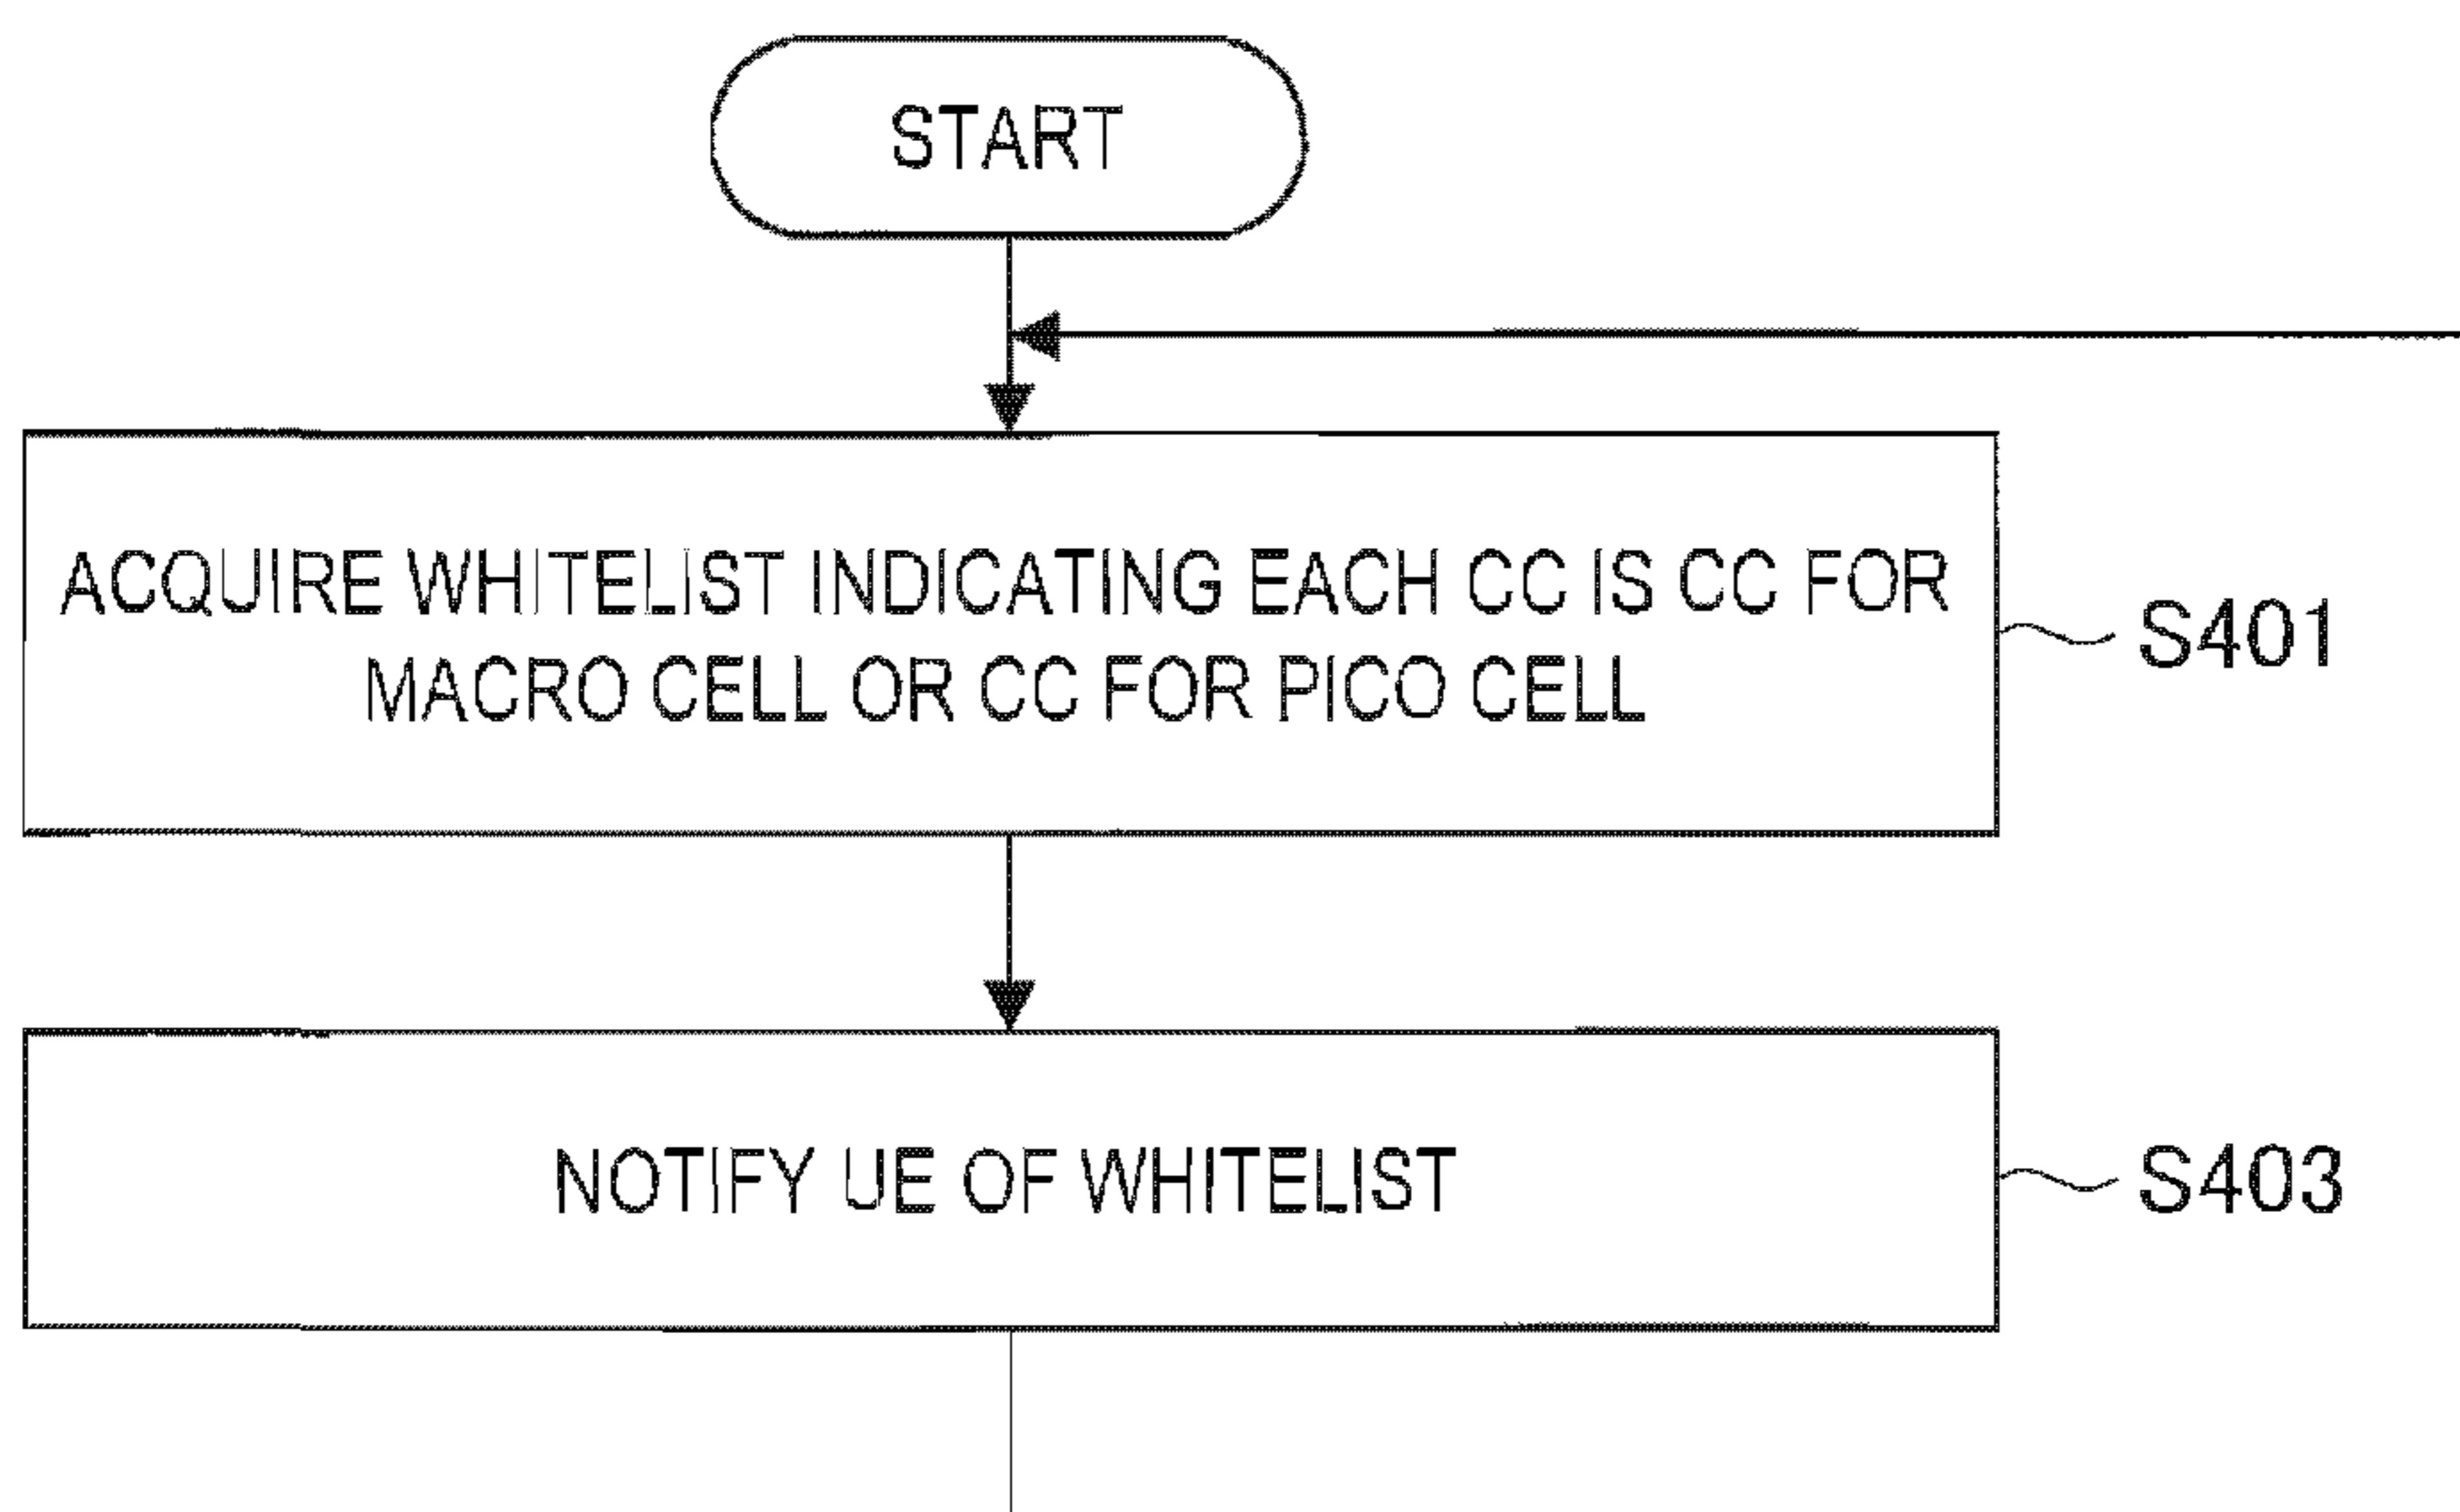 START
ACQUIRE WHITELIST INDICATING EACH CC IS CC FOR
MACRO CELL OR CC FOR PICO CELL
S401
NOTIFY UE OF WHITELIST
S403